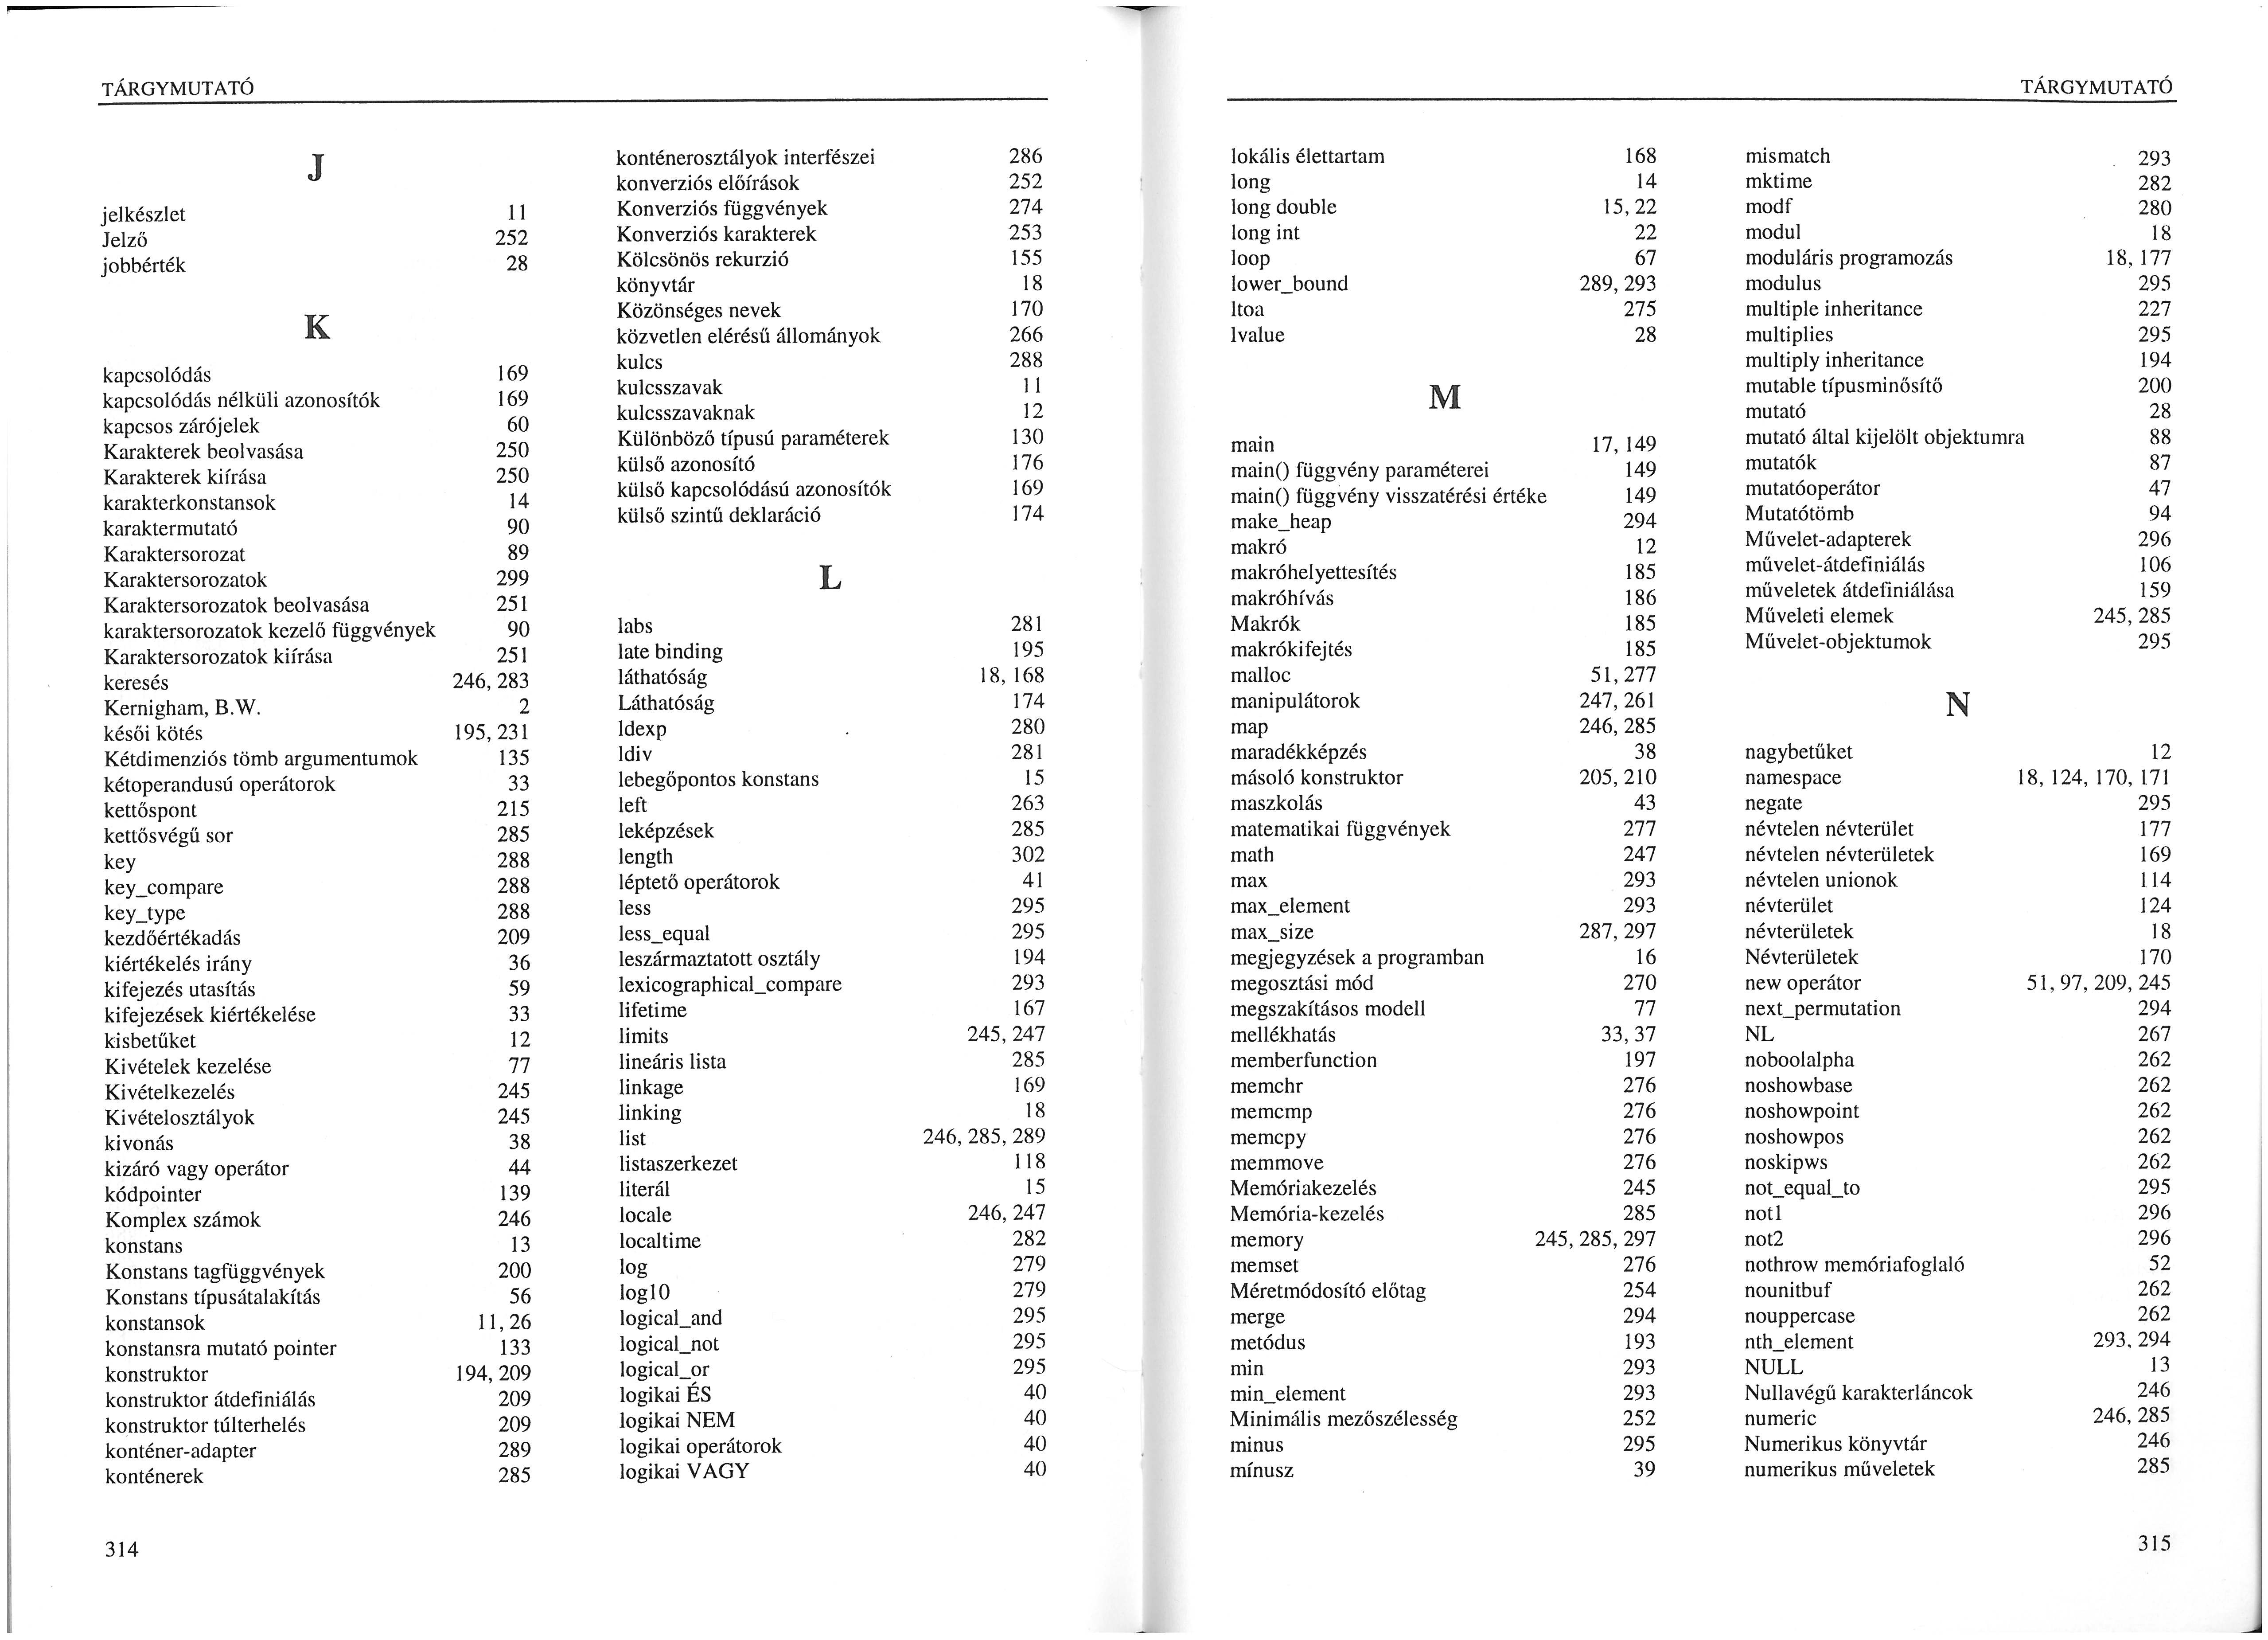 TÁRGYMUTATÓ
J
jelkészlet 11
Jelző 252
jobbérték 28
K
kapcsolódás 169
kapcsolódás nélküli azonosítók 169
kapcsos zárójelek 60
Karakterek beolvasása 250
Karakterek kiírása 250
karakterkonstansok 14
karaktermutató 90
Karaktersorozat 89
Karaktersorozatok 299
Karaktersorozatok beolvasása 251
karaktersorozatok kezelő függvények 90
Karaktersorozatok kiírása 251
keresés 246, 283
Kernigham, B.W. 2
késői kötés 195, 231
Kétdimenziós tömb argumentumok 135
kétoperandusú operátorok 33
kettőspont 215
kettősvégű sor 285
key 288
key_compare 288
key_type 288
kezdőértékadás 209
kiértékelés irány 36
kifejezés utasítás 59
kifejezések kiértékelése 33
kisbetűket 12
Kivételek kezelése 77
Kivételkezelés 245
Kivételosztályok 245
kivonás 38
kizáró vagy operátor 44
kódpointer 139
Komplex számok 246
konstans 13
Konstans tagfüggvények 200
Konstans típusátalakítás 56
konstansok 11, 26
konstansra mutató pointer 133
konstruktor 194, 209
konstruktor átdefiniálás 209
konstruktor túlterhelés 209
konténer-adapter 289
konténerek 285
konténerosztályok interfészei 286
konverziós előírások 252
Konverziós függvények 274
Konverziós karakterek 253
Kölcsönös rekurzió 155
könyvtár 18
Közönséges nevek 170
közvetlen elérésű állományok 266
kulcs 288
kulcsszavak 11
kulcsszavaknak 12
Különböző típusú paraméterek 130
külső azonosító 176
külső kapcsolódású azonosítók 169
külső szintű deklaráció 174
L
labs 281
late binding 195
láthatóság 18, 168
Láthatóság 174
ldexp 280
ldiv 281
lebegőpontos konstans 15
left 263
leképzések 285
length 302
léptető operátorok 41
less 295
less_equal 295
leszármaztatott osztály 194
lexicographical_compare 293
lifetime 167
limits 245, 247
lineáris lista 285
linkage 169
linking 18
list 246, 285, 289
listaszerkezet 118
literál 15
locale 246, 247
localtime 282
log 279
log10 279
logical_and 295
logical_not 295
logical_or 295
logikai ÉS 40
logikai NEM 40
logikai operátorok 40
logikai VAGY 40
314
TÁRGYMUTATÓ
lokális élettartam 168
long 14
long double 15, 22
long int 22
loop 67
lower_bound 289, 293
ltoa 275
lvalue 28
M
main 17, 149
main() függvény paraméterei 149
main() függvény visszatérési értéke 149
make_heap 294
makró 12
makróhelyettesítés 185
makróhívás 186
Makrók 185
makrókifejtés 185
malloc 51, 277
manipulátorok 247, 261
map 246, 285
maradékképzés 38
másoló konstruktor 205, 210
maszkolás 43
matematikai függvények 277
math 247
max 293
max_element 293
max_size 287, 297
megjegyzések a programban 16
megosztási mód 270
megszakításos modell 77
mellékhatás 33, 37
memberfunction 197
memchr 276
memcmp 276
memcpy 276
memmove 276
Memóriakezelés 245
Memória-kezelés 285
memory 245, 285, 297
memset 276
Méretmódosító előtag 254
merge 294
metódus 193
min 293
min_element 293
Minimális mezőszélesség 252
minus 295
mínusz 39
mismatch 293
mktime 282
modf 280
modul 18
moduláris programozás 18, 177
modulus 295
multiple inheritance 227
multiplies 295
multiply inheritance 194
mutable típusminősítő 200
mutató 28
mutató által kijelölt objektumra 88
mutatók 87
mutatóoperátor 47
Mutatótömb 94
Művelet-adapterek 296
művelet-átdefiniálás 106
műveletek átdefiniálása 159
Műveleti elemek 245, 285
Művelet-objektumok 295
N
nagybetűket 12
namespace 18, 124, 170, 171
negate 295
névtelen névterület 177
névtelen névterületek 169
névtelen unionok 114
névterület 124
névterületek 18
Névterületek 170
new operátor 51, 97, 209, 245
next_permutation 294
NL 267
noboolalpha 262
noshowbase 262
noshowpoint 262
noshowpos 262
noskipws 262
not_equal_to 295
not1 296
not2 296
nothrow memóriafoglaló 52
nounitbuf 262
nouppercase 262
nth_element 293, 294
NULL 13
Nullavégű karakterláncok 246
numeric 246, 285
Numerikus könyvtár 246
numerikus műveletek 285
315